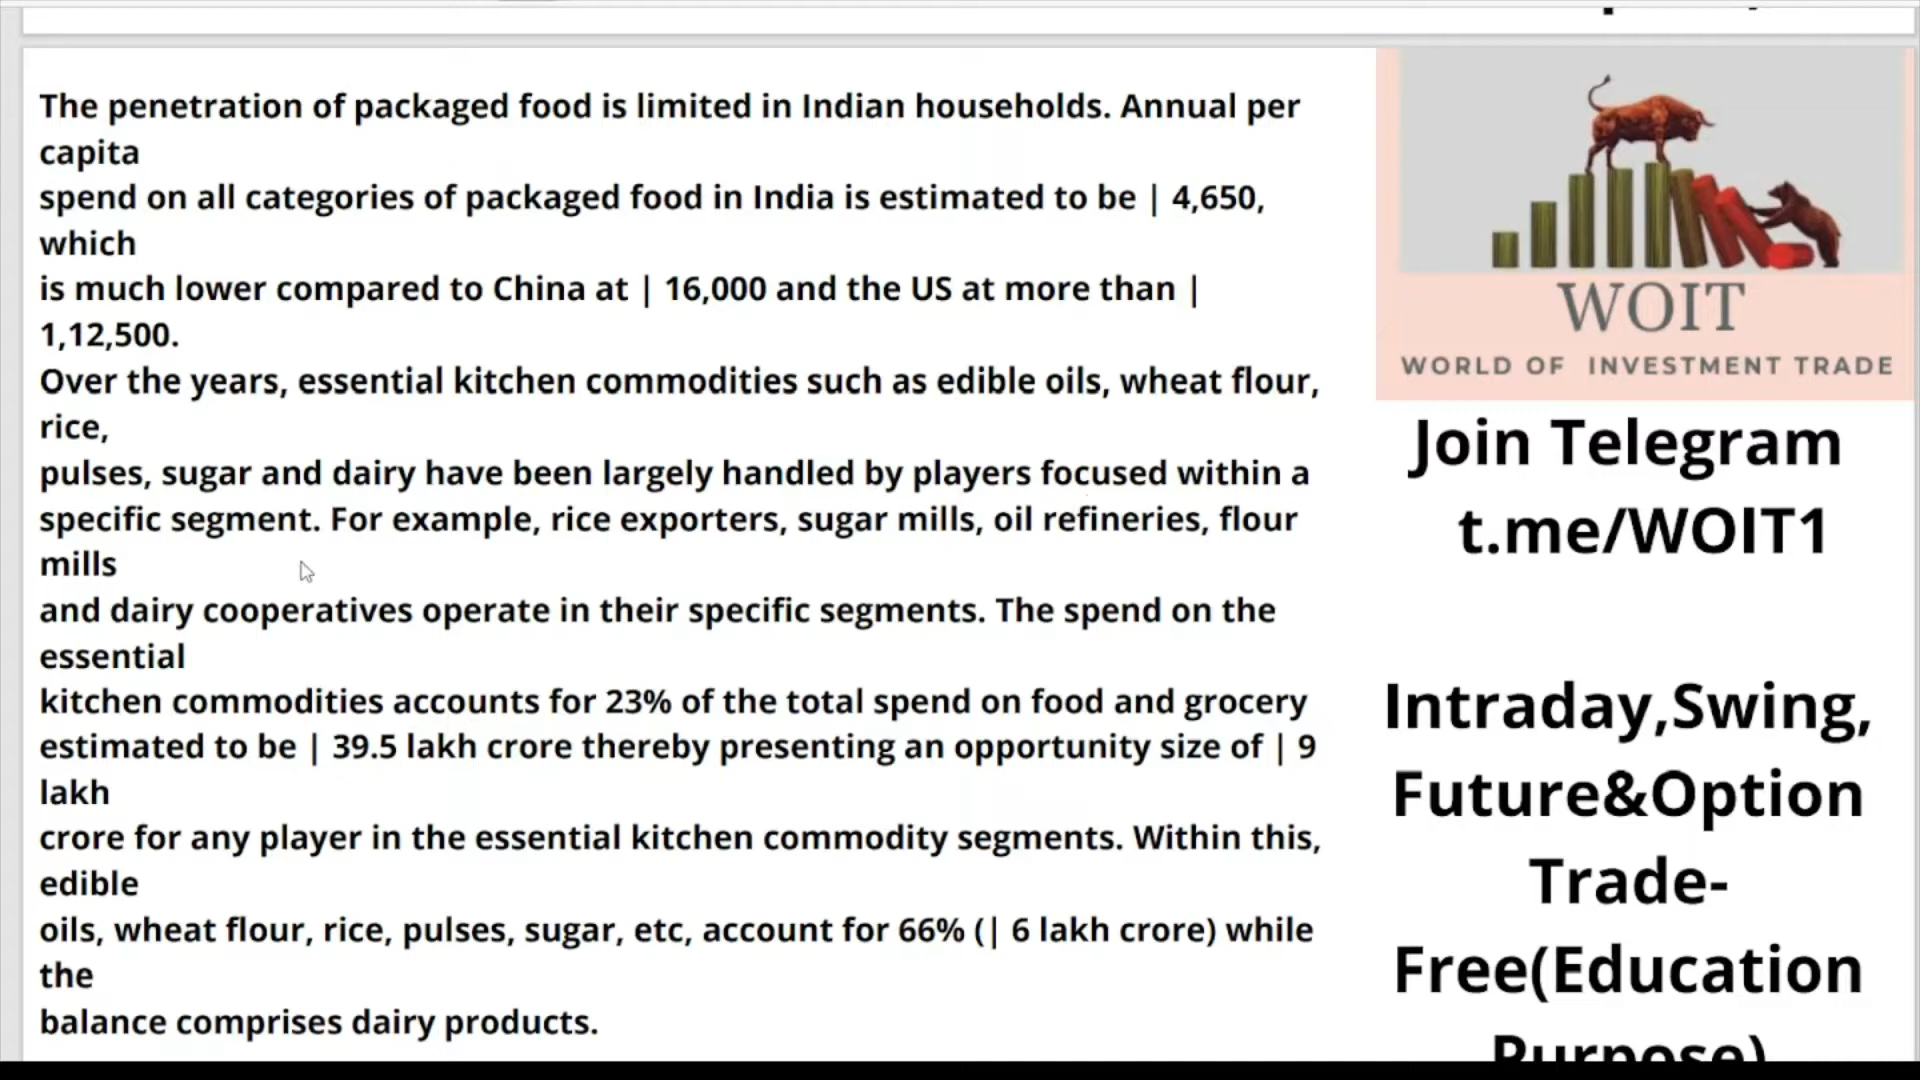 The penetration of packaged food is limited in Indian households. Annual per
capita
spend on all categories of packaged food in India is estimated to be | 4,650,
which
is much lower compared to China at | 16,000 and the US at more than |
1,12,500.
Over the years, essential kitchen commodities such as edible oils, wheat flour,
rice,
pulses, sugar and dairy have been largely handled by players focused within a
specific segment. For example, rice exporters, sugar mills, oil refineries, flour
mills
and dairy cooperatives operate in their specific segments. The spend on the
essential
kitchen commodities accounts for 23% of the total spend on food and grocery
estimated to be | 39.5 lakh crore thereby presenting an opportunity size of | 9
lakh
crore for any player in the essential kitchen commodity segments. Within this,
edible
oils, wheat flour, rice, pulses, sugar, etc, account for 66% (| 6 lakh crore) while
the
balance comprises dairy products.
WOIT
WORLD OF INVESTMENT TRADE
Join Telegram
t.me/WOIT1
Intraday,Swing,
Future&Option
Trade-
Free(Education
Purpose)